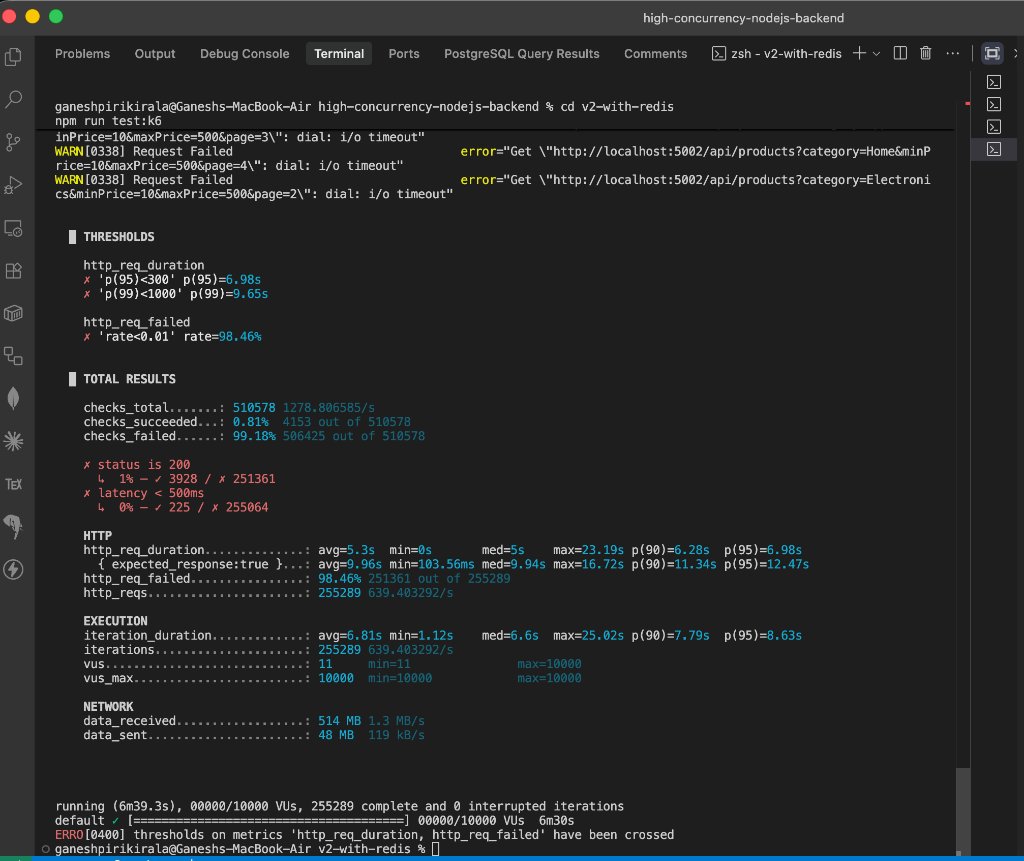 high-concurrency-nodejs-backend
Problems Output Debug Console Terminal Ports PostgreSQL Query Results Comments zsh - v2-with-redis
ganeshpirikirala@Ganeshs-MacBook-Air high-concurrency-nodejs-backend % cd v2-with-redis
npm run test:k6
inPrice=10&maxPrice=500&page=3\": dial: i/o timeout"
WARN[0338] Request Failed error="Get \"http://localhost:5002/api/products?category=Home&minP
rice=10&maxPrice=500&page=4\": dial: i/o timeout"
WARN[0338] Request Failed error="Get \"http://localhost:5002/api/products?category=Electroni
cs&minPrice=10&maxPrice=500&page=2\": dial: i/o timeout"
THRESHOLDS
http_req_duration
✗ 'p(95)<300' p(95)=6.98s
✗ 'p(99)<1000' p(99)=9.65s
http_req_failed
✗ 'rate<0.01' rate=98.46%
TOTAL RESULTS
checks_total.......: 510578 1278.806585/s
checks_succeeded...: 0.81% 4153 out of 510578
checks_failed......: 99.18% 506425 out of 510578
✗ status is 200
↳ 1% — ✓ 3928 / ✗ 251361
✗ latency < 500ms
↳ 0% — ✓ 225 / ✗ 255064
HTTP
http_req_duration..............: avg=5.3s min=0s med=5s max=23.19s p(90)=6.28s p(95)=6.98s
{ expected_response:true }...: avg=9.96s min=103.56ms med=9.94s max=16.72s p(90)=11.34s p(95)=12.47s
http_req_failed................: 98.46% 251361 out of 255289
http_reqs......................: 255289 639.403292/s
EXECUTION
iteration_duration.............: avg=6.81s min=1.12s med=6.6s max=25.02s p(90)=7.79s p(95)=8.63s
iterations.....................: 255289 639.403292/s
vus............................: 11 min=11 max=10000
vus_max........................: 10000 min=10000 max=10000
NETWORK
data_received..................: 514 MB 1.3 MB/s
data_sent......................: 48 MB 119 kB/s
running (6m39.3s), 00000/10000 VUs, 255289 complete and 0 interrupted iterations
default ✓ [======================================] 00000/10000 VUs 6m30s
ERRO[0400] thresholds on metrics 'http_req_duration, http_req_failed' have been crossed
ganeshpirikirala@Ganeshs-MacBook-Air v2-with-redis %
TEX